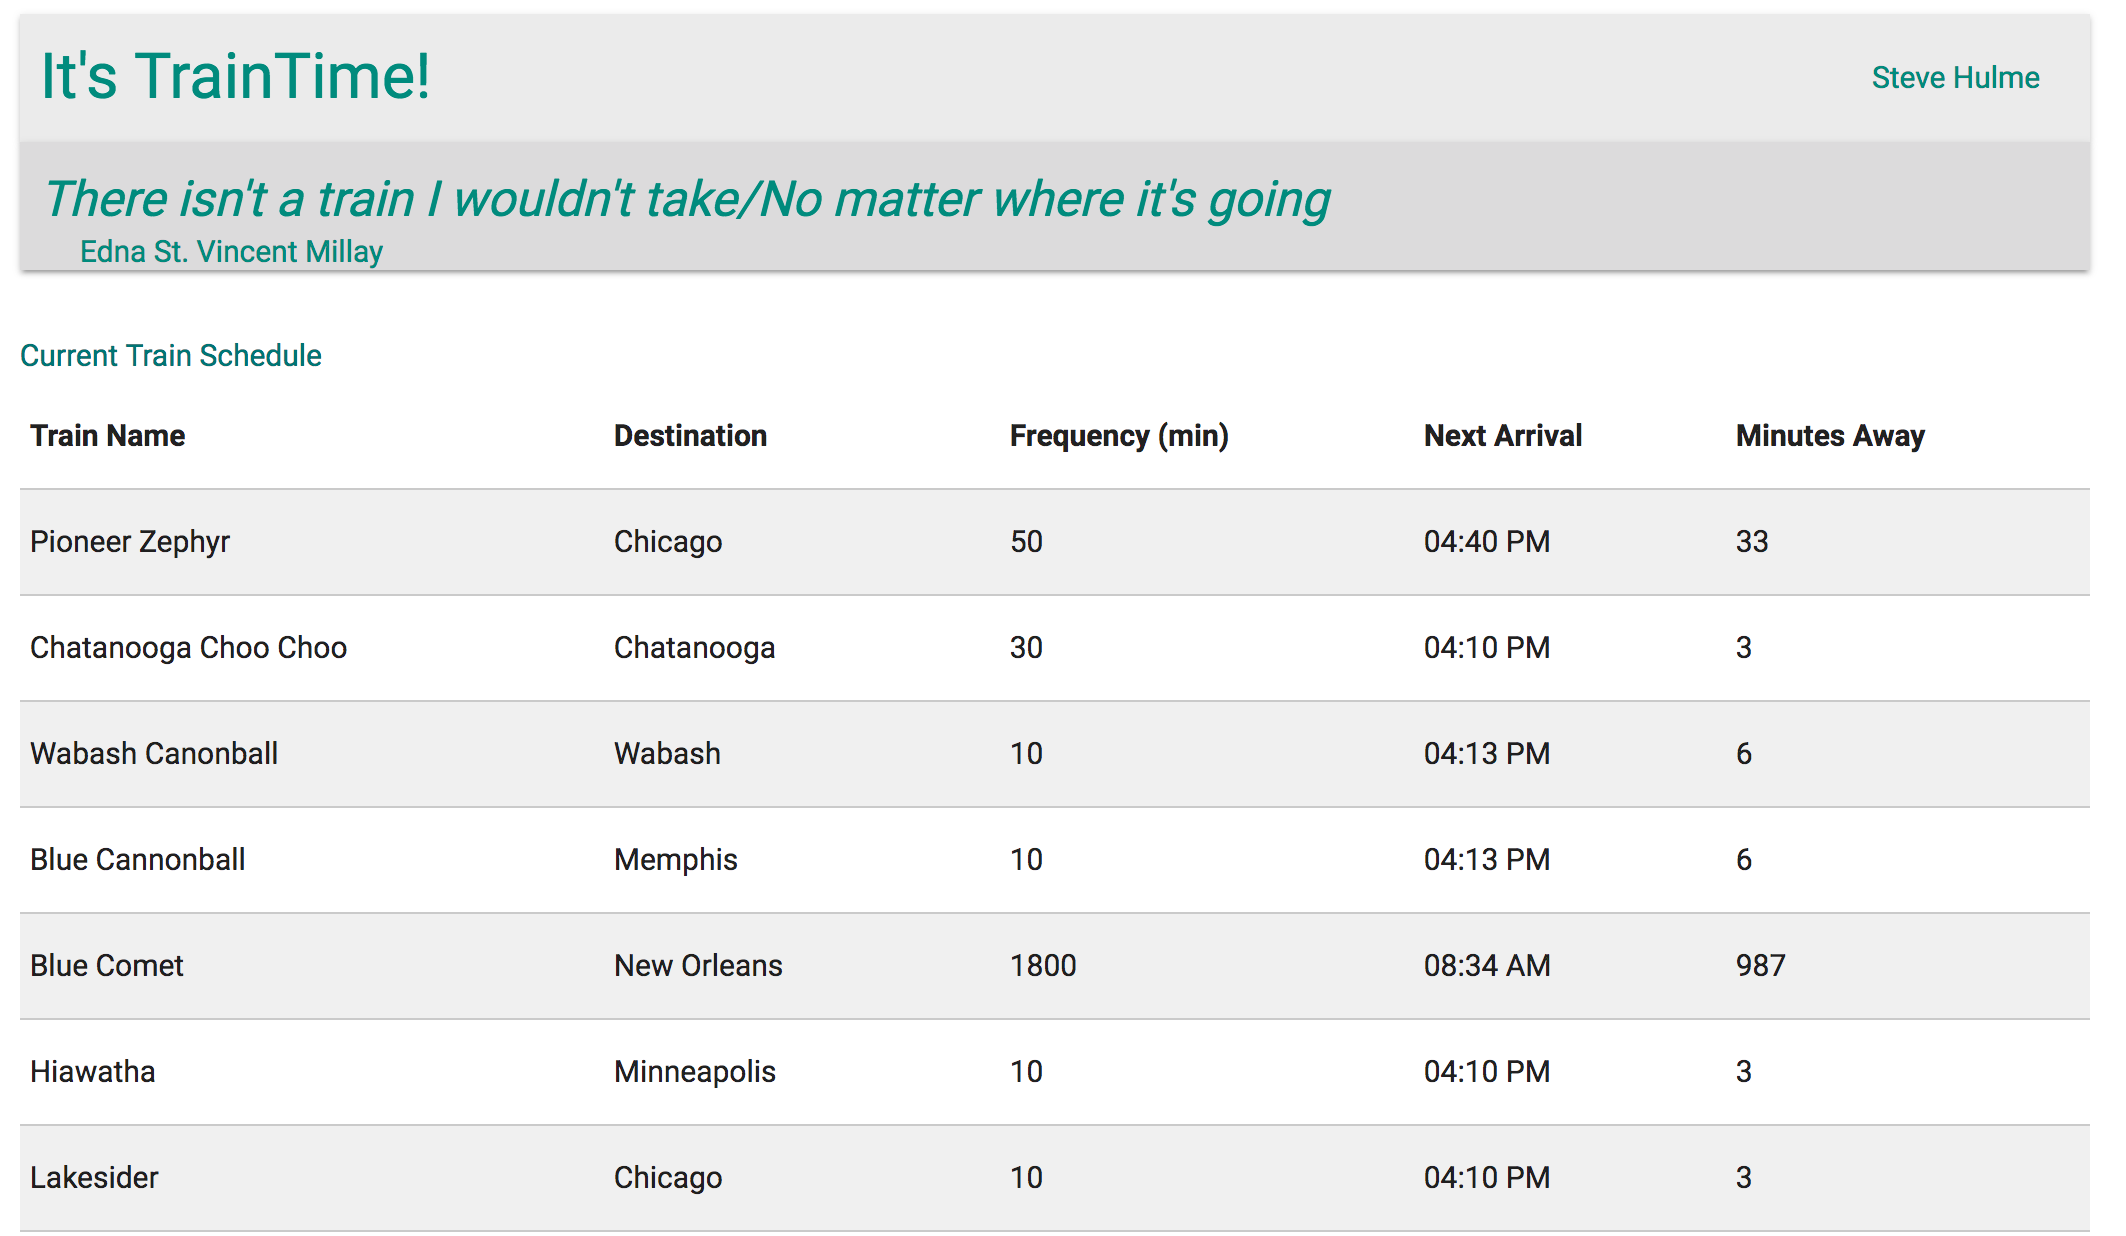 It's TrainTime!
Steve Hulme
There isn't a train I wouldn't take/No matter where it's going
Edna St. Vincent Millay
Current Train Schedule
Train Name Destination Frequency (min) Next Arrival Minutes Away
Pioneer Zephyr Chicago 50 04:40 PM 33
Chatanooga Choo Choo Chatanooga 30 04:10 PM 3
Wabash Canonball Wabash 10 04:13 PM 6
Blue Cannonball Memphis 10 04:13 PM 6
Blue Comet New Orleans 1800 08:34 AM 987
Hiawatha Minneapolis 10 04:10 PM 3
Lakesider Chicago 10 04:10 PM 3